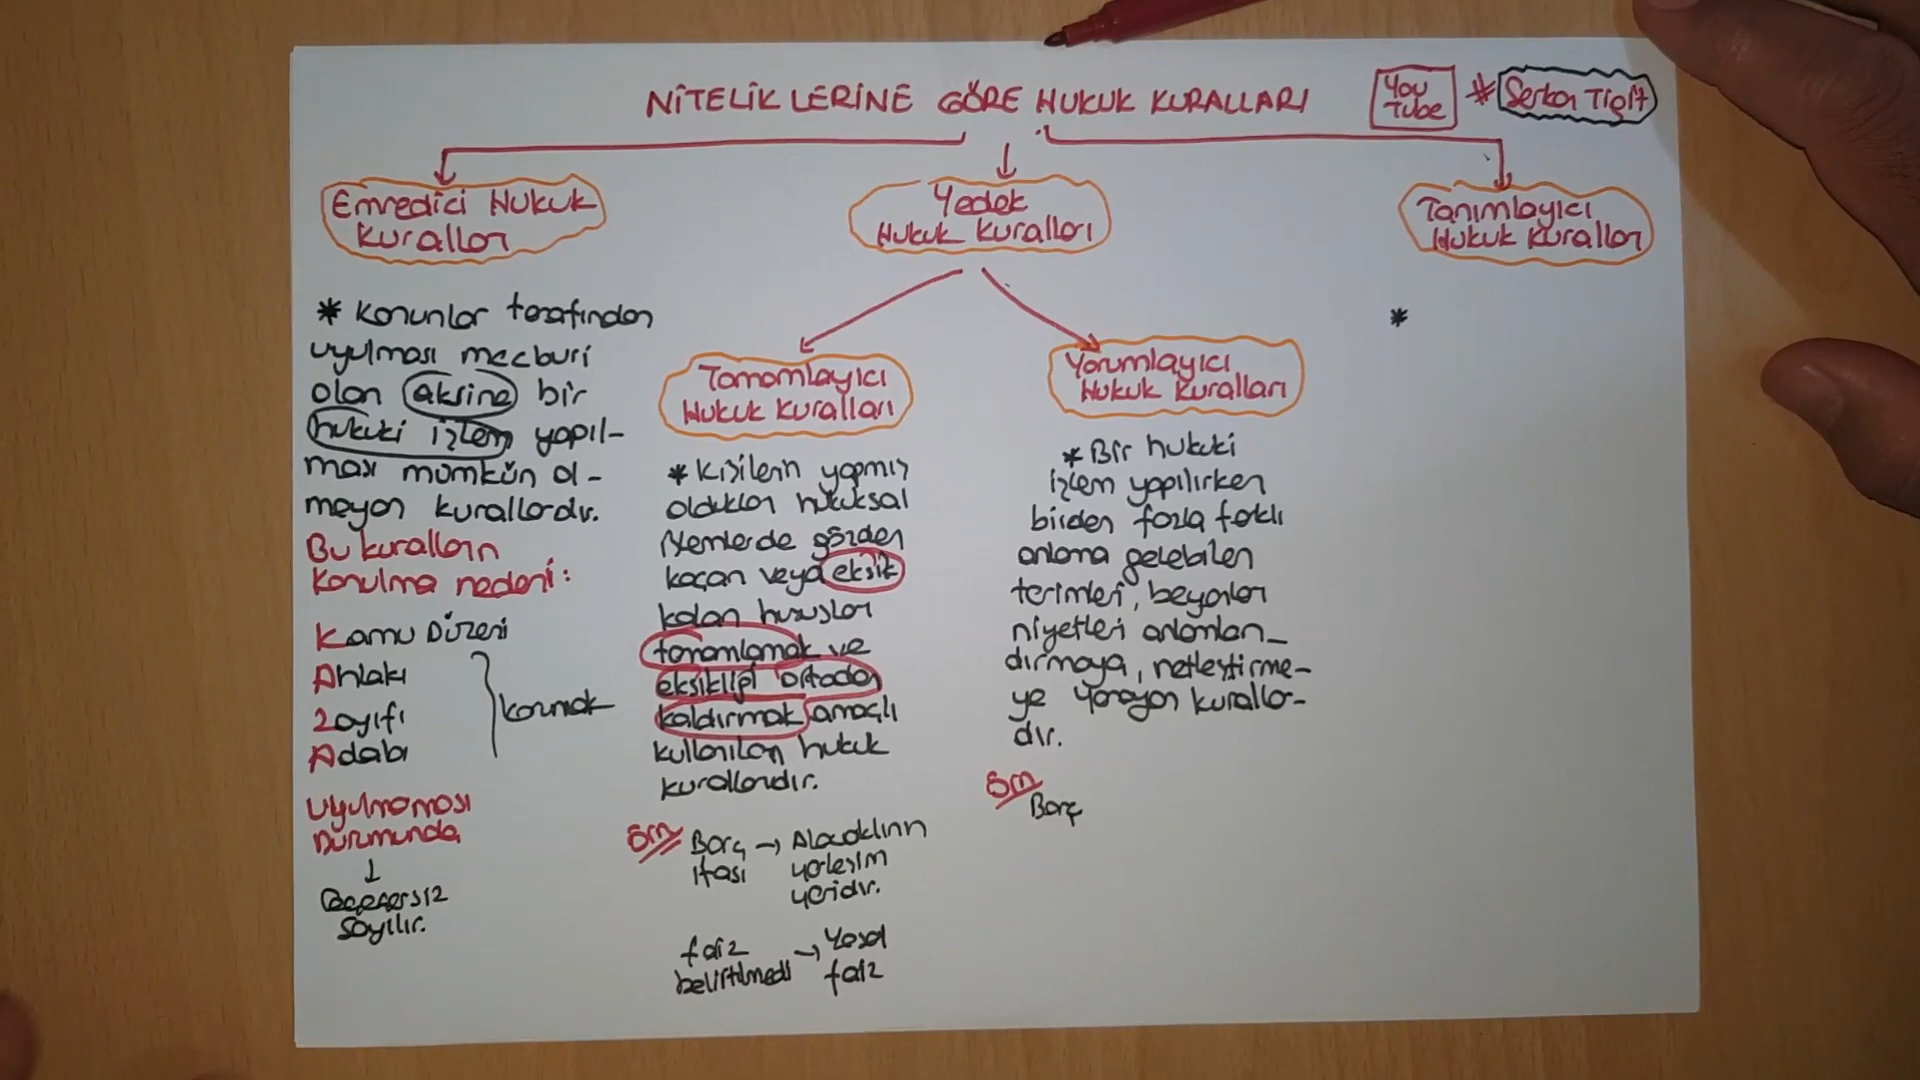 NİTELİKLERİNE GÖRE HUKUK KURALLARI
You
Tube
* Serkan Tigit
Emredici Hukuk
Kuralları
* Kanunlar tarafından
uyulması mecburi
olan aksine bir
hukuki işlem yapıl-
ması mümkün ol-
mayan kurallardır.
Bu kuralların
Konulma nedeni:
Kamu Düzeni
Ahlakı
Zayıfı
Adabı
korumak
Uyulmaması
Durumunda
↓
Geçersiz
Sayılır.
Yedek
Hukuk Kuralları
Tamamlayıcı
Hukuk Kuralları
* Kişilerin yapmış
oldukları hukuksal
işlemlerde gözden
kaçan veya eksik
kalan hususları
tamamlamak ve
eksikliği ortadan
kaldırmak amaçlı
kullanılan hukuk
kurallarıdır.
Örn
Borç → Alacaklının
ifası yerleşim
yeridir.
faiz → Yasal
belirtilmedi faiz
Yorumlayıcı
Hukuk Kuralları
* Bir hukuki
işlem yapılırken
birden fazla farklı
anlama gelebilen
terimleri, beyanları
niyetleri anlamlan-
dırmaya, netleştirme-
ye yarayan kuralla-
dır.
Örn
Borç
Tanımlayıcı
Hukuk Kuralları
*